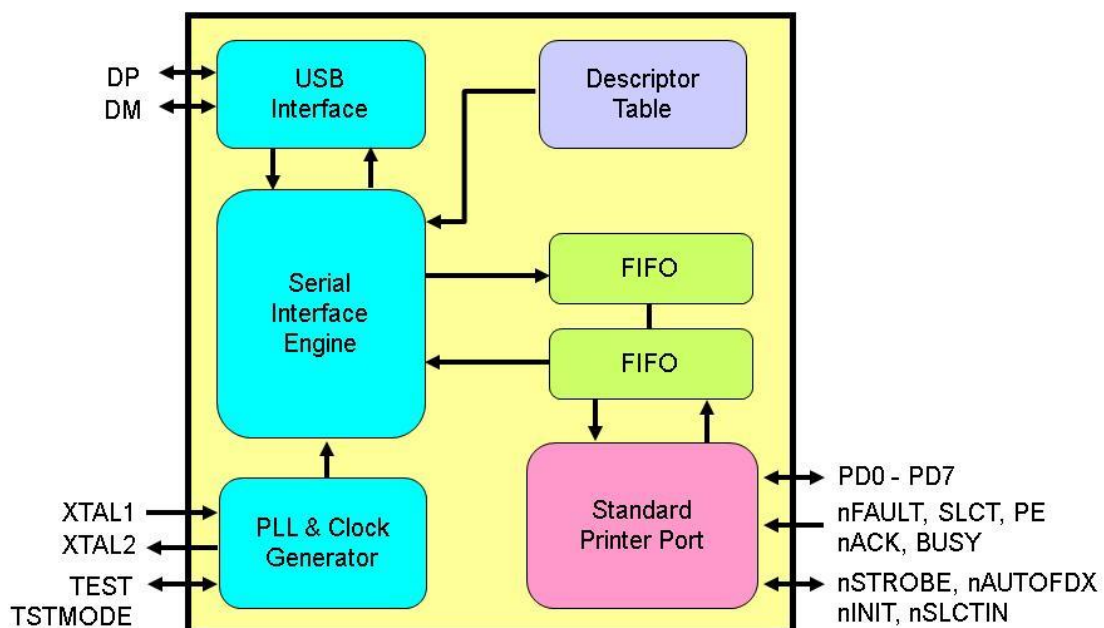 DP
DM
USB
Interface
Descriptor
Table
Serial
Interface
Engine
FIFO
FIFO
XTAL1
XTAL2
TEST
TSTMODE
PLL & Clock
Generator
Standard
Printer Port
PD0 - PD7
nFAULT, SLCT, PE
nACK, BUSY
nSTROBE, nAUTOFDX
nINIT, nSLCTIN